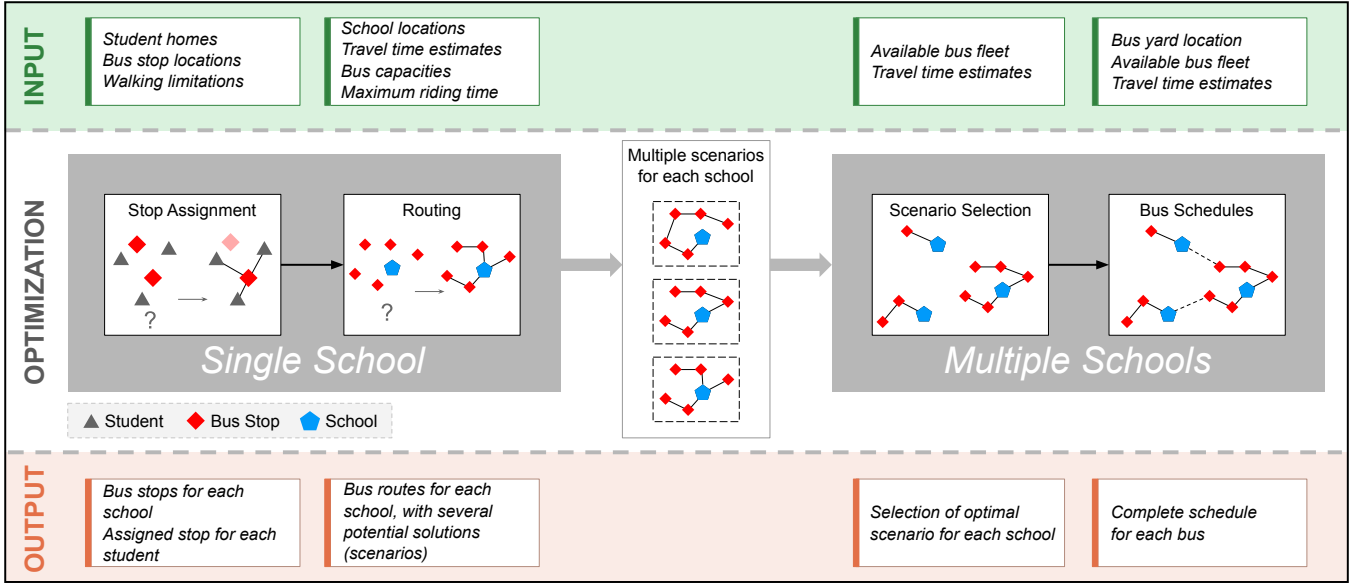 INPUT
Student homes
Bus stop locations
Walking limitations
School locations
Travel time estimates
Bus capacities
Maximum riding time
Available bus fleet
Travel time estimates
Bus yard location
Available bus fleet
Travel time estimates
OPTIMIZATION
Stop Assignment
?
Routing
?
Single School
Multiple scenarios
for each school
Scenario Selection
Bus Schedules
Multiple Schools
Student
Bus Stop
School
OUTPUT
Bus stops for each
school
Assigned stop for each
student
Bus routes for each
school, with several
potential solutions
(scenarios)
Selection of optimal
scenario for each school
Complete schedule
for each bus